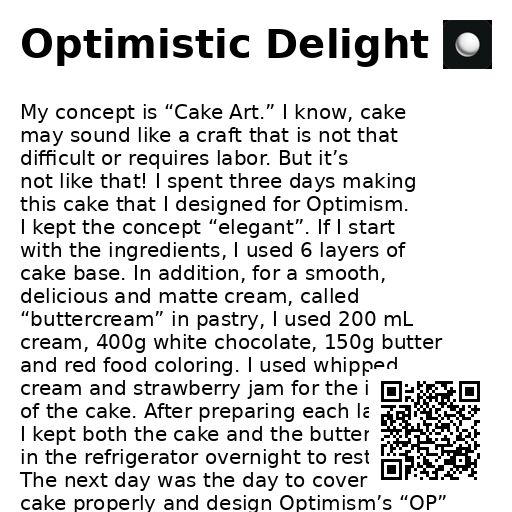 Optimistic Delight
My concept is “Cake Art.” I know, cake
may sound like a craft that is not that
difficult or requires labor. But it’s
not like that! I spent three days making
this cake that I designed for Optimism.
I kept the concept “elegant”. If I start
with the ingredients, I used 6 layers of
cake base. In addition, for a smooth,
delicious and matte cream, called
“buttercream” in pastry, I used 200 mL
cream, 400g white chocolate, 150g butter
and red food coloring. I used whipped
cream and strawberry jam for the
of the cake. After preparing each
I kept both the cake and the butter
in the refrigerator overnight to rest
The next day was the day to cover
cake properly and design Optimism’s “OP”